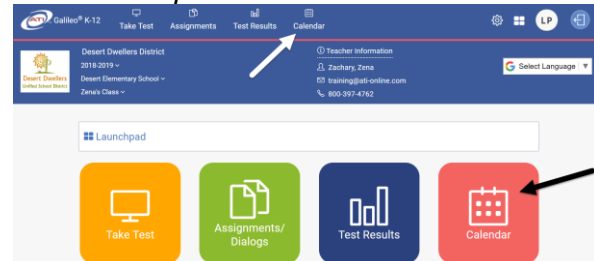 ATI Galileo® K-12 Take Test Assignments Test Results Calendar LP
Desert Dwellers District
2018-2019
Desert Elementary School
Zena's Class
Desert Dwellers
Unified School District
Teacher Information
Zachary, Zena
training@ati-online.com
800-397-4762
G Select Language
Launchpad
Take Test
Assignments/
Dialogs
Test Results
Calendar